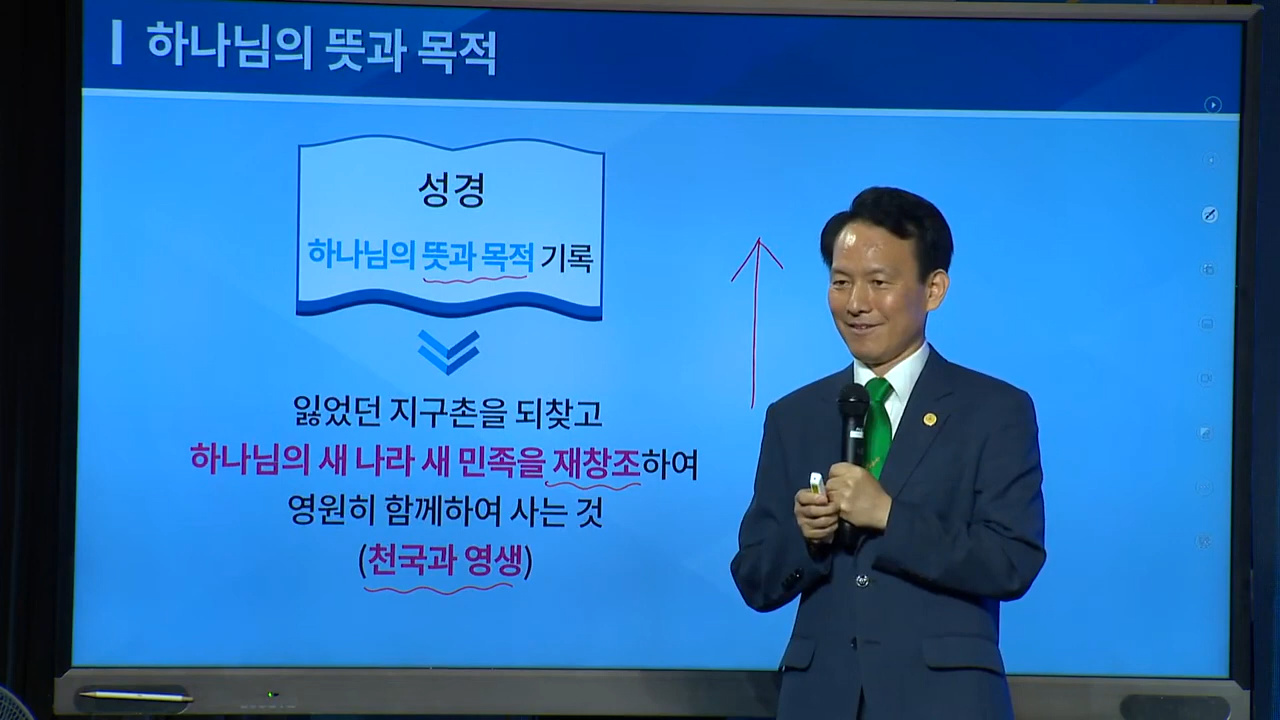 하나님의 뜻과 목적
성경
하나님의 뜻과 목적 기록
잃었던 지구촌을 되찾고
하나님의 새 나라 새 민족을 재창조하여
영원히 함께하여 사는 것
(천국과 영생)